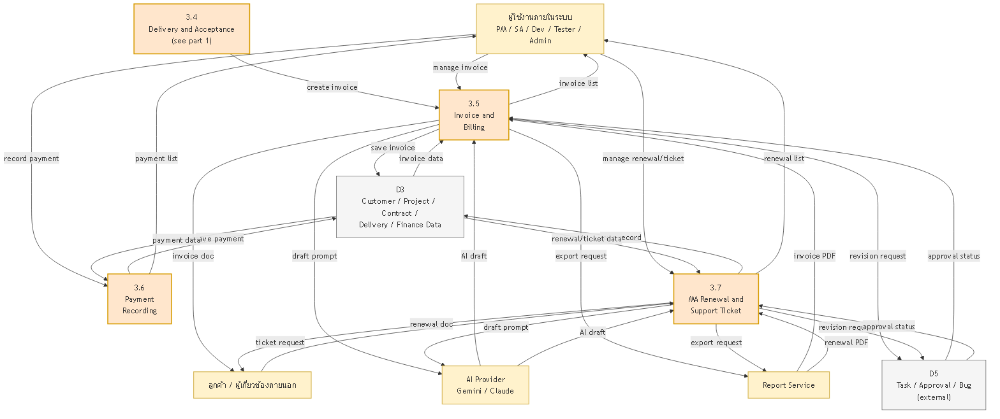 3.4
Delivery and Acceptance
(see part 1)
ผู้ใช้งานภายในระบบ
PM / SA / Dev / Tester /
Admin
manage invoice
create invoice
invoice list
3.5
Invoice and
Billing
save invoice
invoice data
record payment
payment list
manage renewal/ticket
renewal list
D3
Customer / Project /
Contract /
Delivery / Finance Data
payment data
ave payment
renewal/ticket data
ecord
invoice doc
draft prompt
AI draft
export request
invoice PDF
revision request
approval status
3.6
Payment
Recording
3.7
MA Renewal and
Support Ticket
renewal doc
draft prompt
AI draft
revision requ
approval status
ticket request
export request
renewal PDF
ลูกค้า / ผู้เกี่ยวข้องภายนอก
AI Provider
Gemini / Claude
Report Service
D5
Task / Approval / Bug
(external)